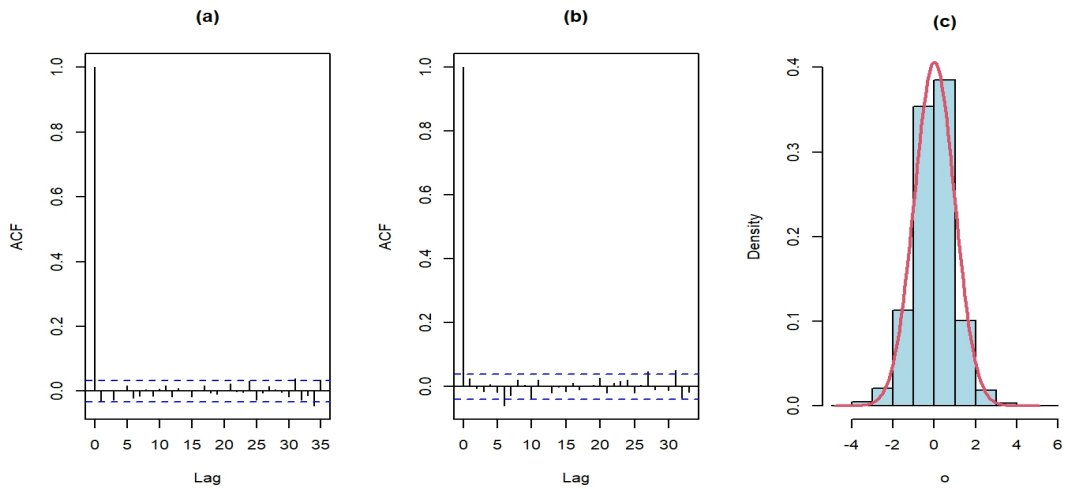 (a)
ACF
0.0 0.2 0.4 0.6 0.8 1.0
0 5 10 15 20 25 30 35
Lag
(b)
ACF
0.0 0.2 0.4 0.6 0.8 1.0
0 5 10 15 20 25 30
Lag
(c)
Density
0.0 0.1 0.2 0.3 0.4
-4 -2 0 2 4 6
o